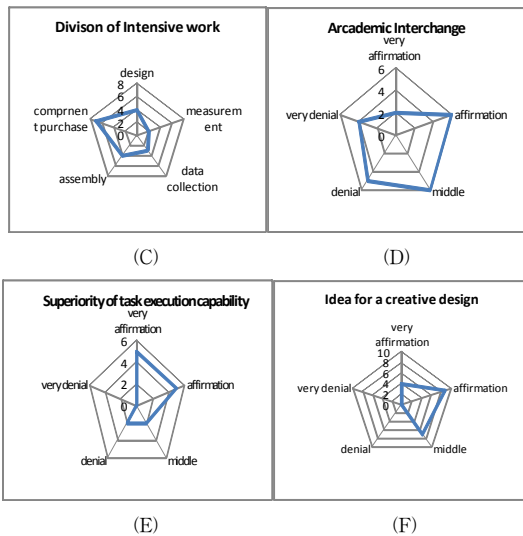 Divison of Intensive work
design
8
6
4
2
0
comprnen
t purchase
measurem
ent
assembly
data
collection
(C)
Arcademic Interchange
very
affirmation
6
4
2
0
very denial
affirmation
denial
middle
(D)
Superiority of task execution capability
very
affirmation
6
4
2
0
very denial
affirmation
denial
middle
(E)
Idea for a creative design
very
affirmation
10
8
6
4
2
0
very denial
affirmation
denial
middle
(F)